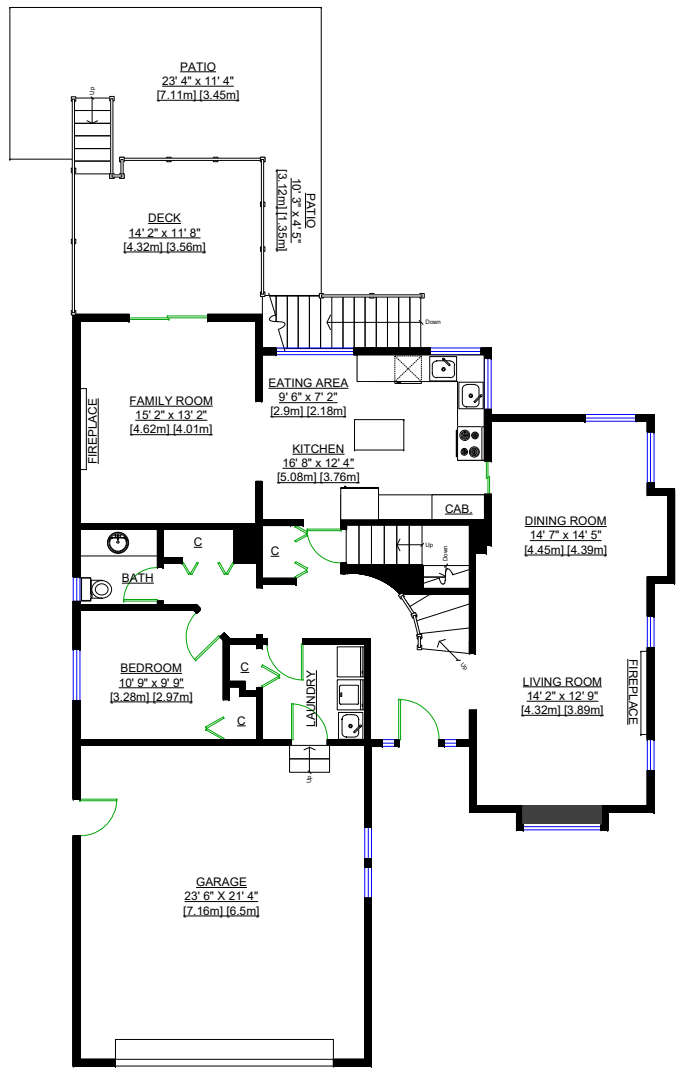 PATIO
23' 4" x 11' 4"
[7.11m] [3.45m]
Up
PATIO
10' 3" x 4' 5"
[3.12m] [1.35m]
DECK
14' 2" x 11' 8"
[4.32m] [3.56m]
Down
FAMILY ROOM
15' 2" x 13' 2"
[4.62m] [4.01m]
FIREPLACE
EATING AREA
9' 6" x 7' 2"
[2.9m] [2.18m]
KITCHEN
16' 8" x 12' 4"
[5.08m] [3.76m]
CAB.
DINING ROOM
14' 7" x 14' 5"
[4.45m] [4.39m]
C
C
Up
Down
BATH
BEDROOM
10' 9" x 9' 9"
[3.28m] [2.97m]
C
C
LAUNDRY
Up
LIVING ROOM
14' 2" x 12' 9"
[4.32m] [3.89m]
FIREPLACE
Up
GARAGE
23' 6" X 21' 4"
[7.16m] [6.5m]